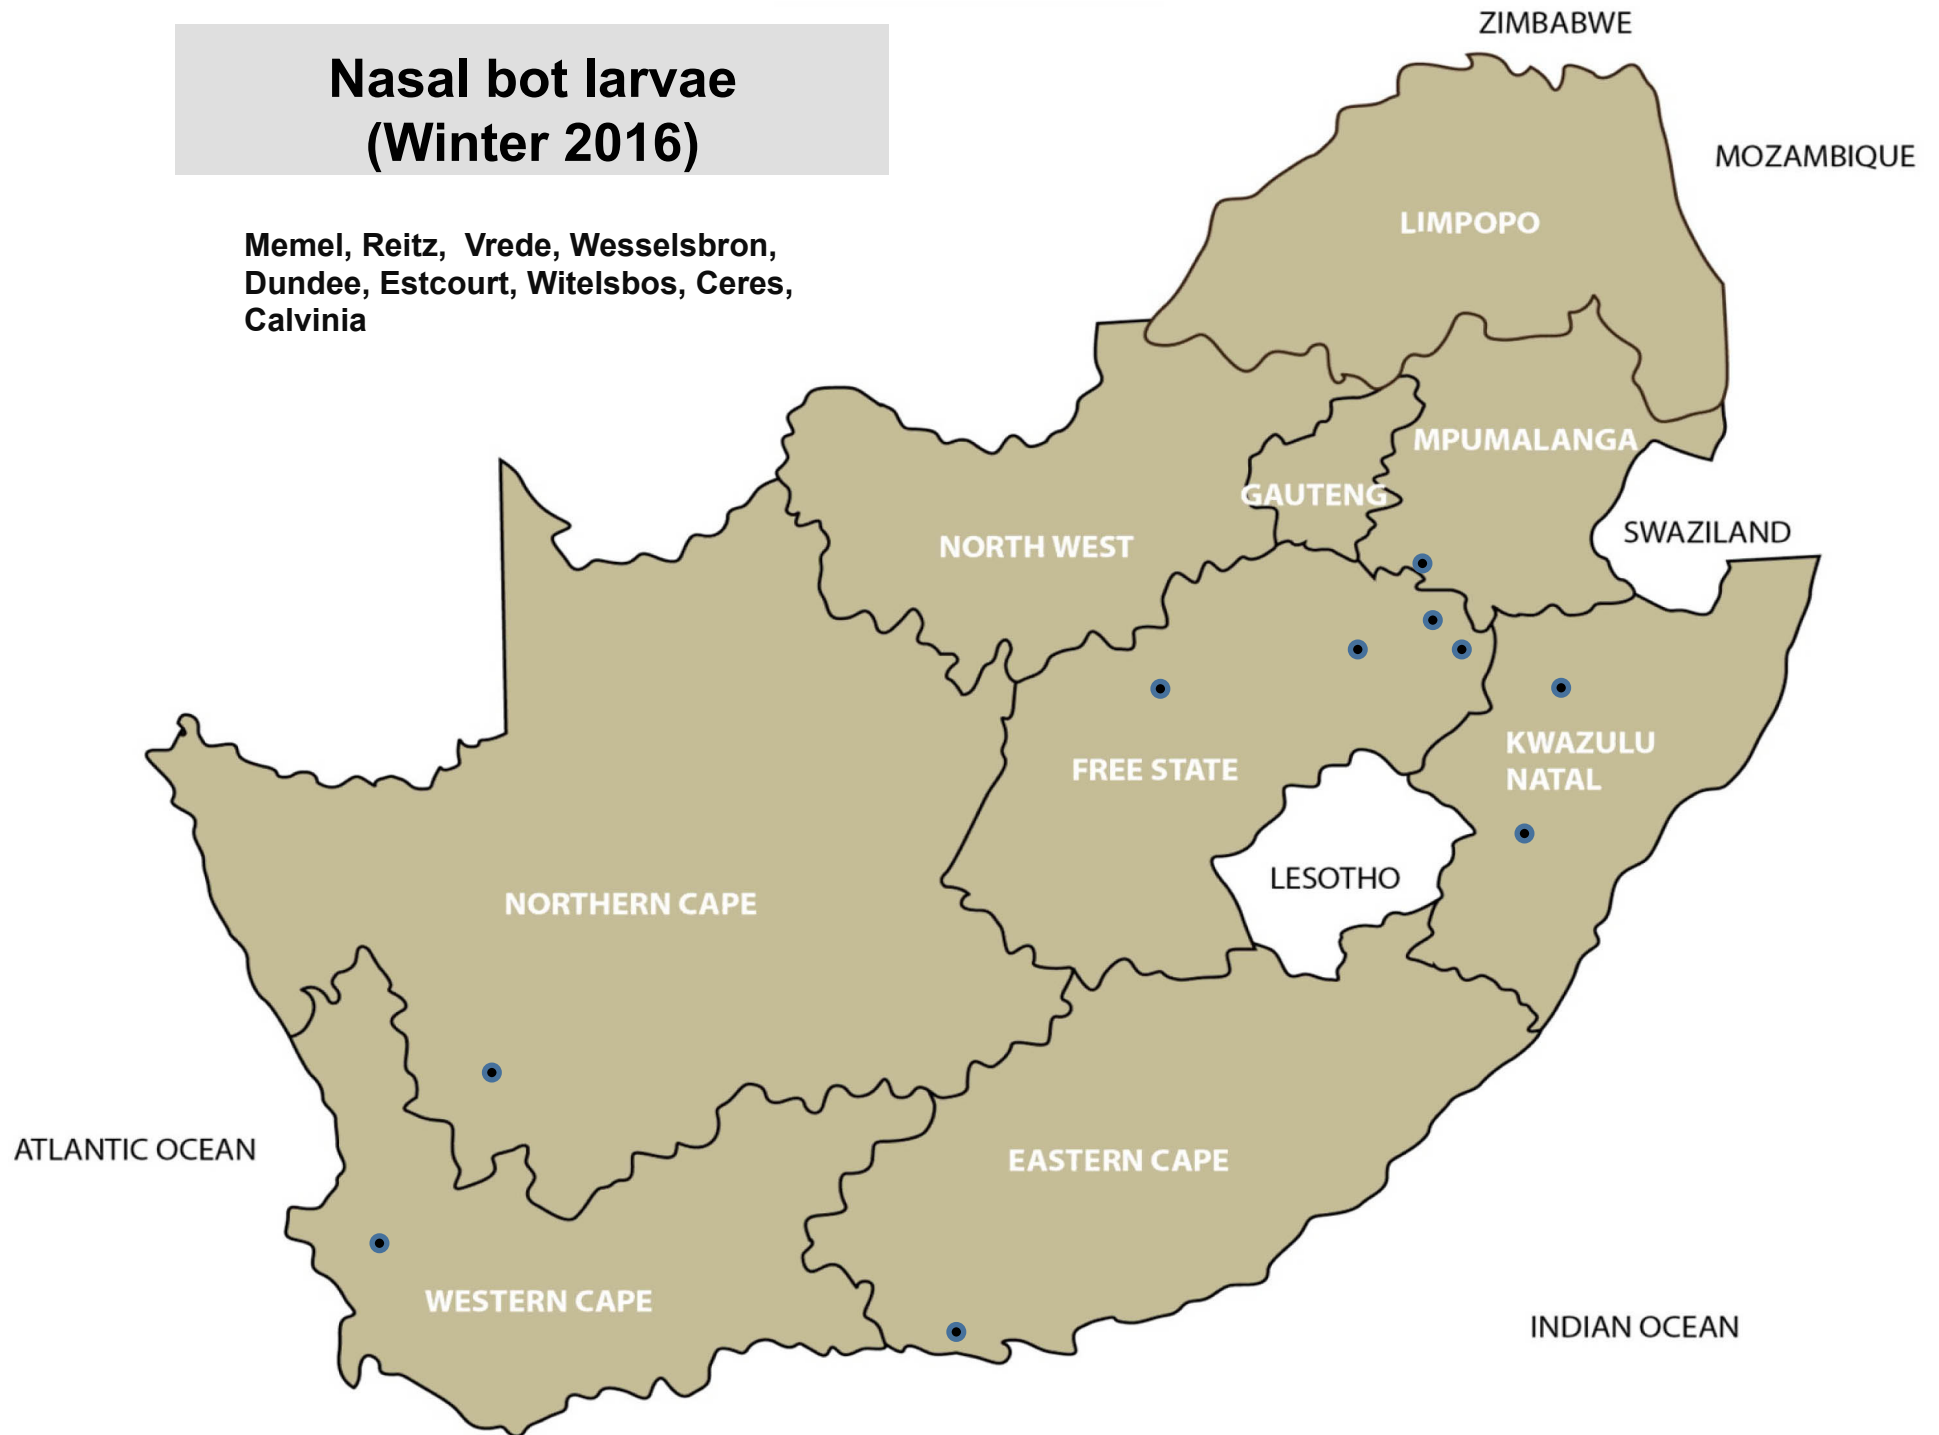 Nasal bot larvae
(Winter 2016)
Memel, Reitz,  Vrede, Wesselsbron,
Dundee, Estcourt, Witelsbos, Ceres,
Calvinia
ZIMBABWE
MOZAMBIQUE
LIMPOPO
MPUMALANGA
GAUTENG
SWAZILAND
NORTH WEST
KWAZULU
NATAL
FREE STATE
LESOTHO
NORTHERN CAPE
ATLANTIC OCEAN
EASTERN CAPE
WESTERN CAPE
INDIAN OCEAN